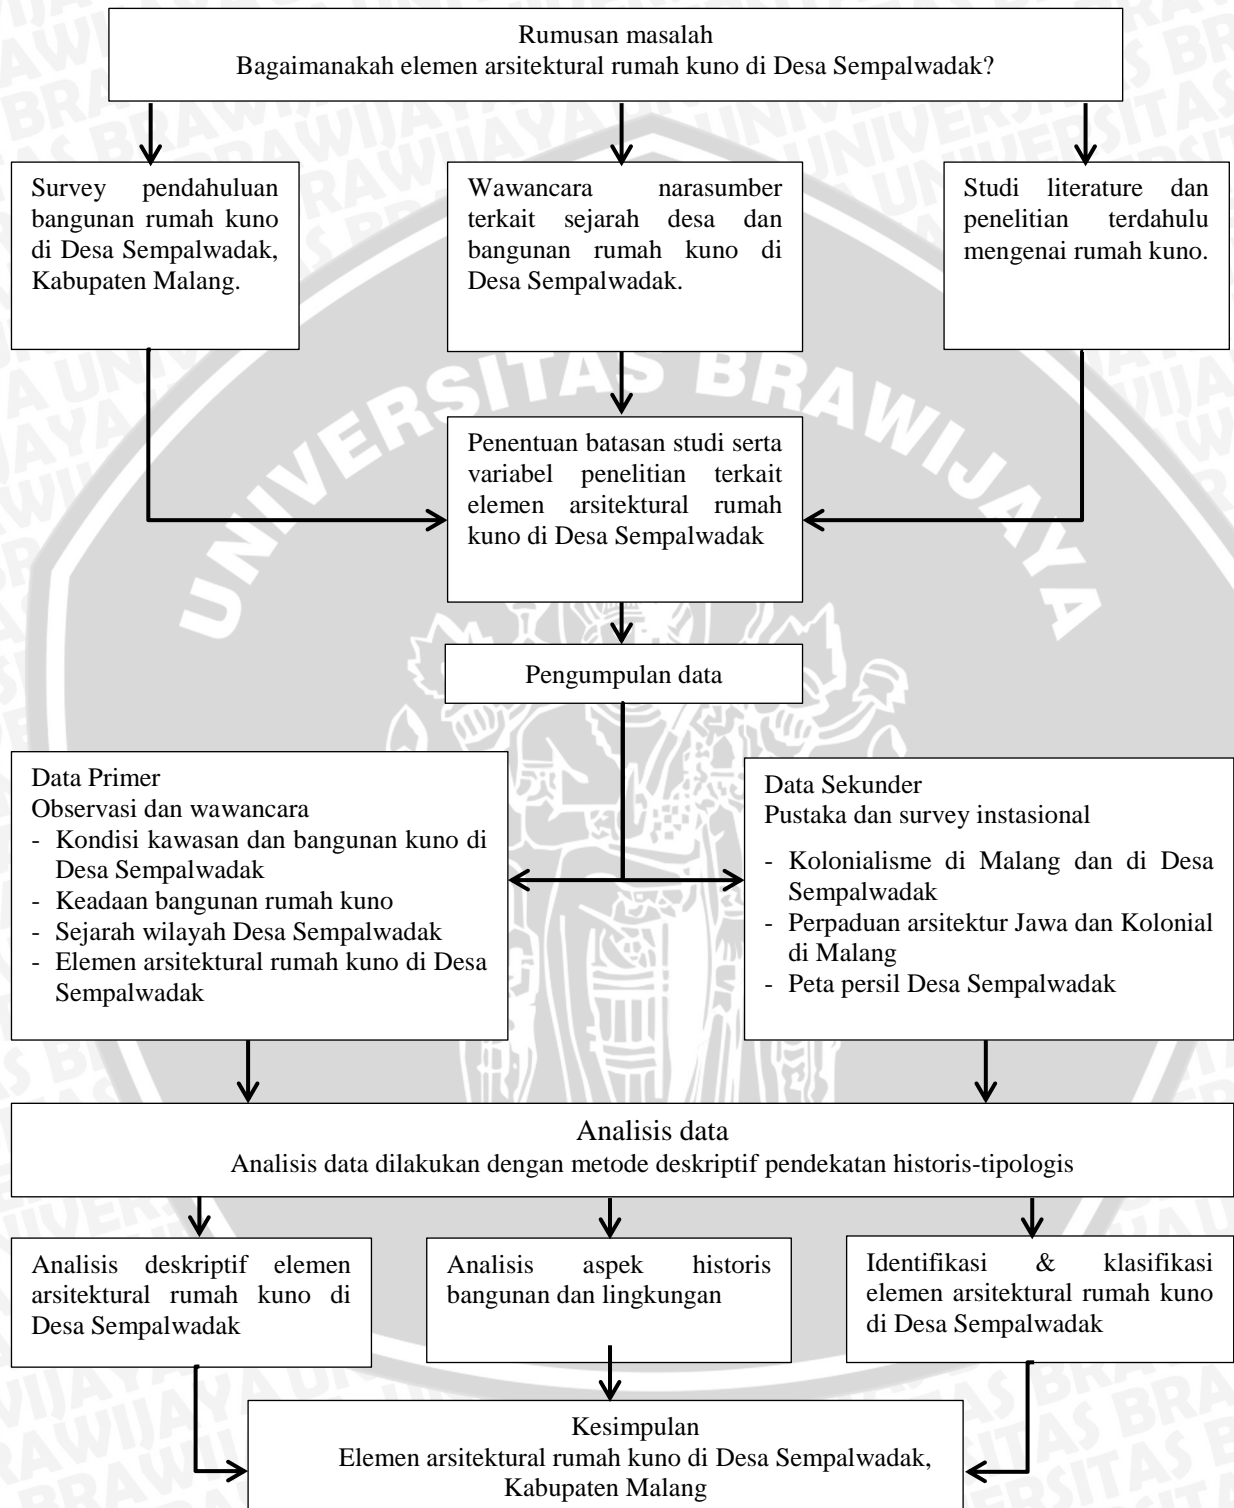 Rumusan masalah
Bagaimanakah elemen arsitektural rumah kuno di Desa Sempalwadak?
Survey pendahuluan
bangunan rumah kuno
di Desa Sempalwadak,
Kabupaten Malang.
Wawancara narasumber
terkait sejarah desa dan
bangunan rumah kuno di
Desa Sempalwadak.
Studi literature dan
penelitian terdahulu
mengenai rumah kuno.
UNIVERSITAS BRAWIJAYA
Penentuan batasan studi serta
variabel penelitian terkait
elemen arsitektural rumah
kuno di Desa Sempalwadak
Pengumpulan data
Data Primer
Observasi dan wawancara
- Kondisi kawasan dan bangunan kuno di
Desa Sempalwadak
- Keadaan bangunan rumah kuno
- Sejarah wilayah Desa Sempalwadak
- Elemen arsitektural rumah kuno di Desa
Sempalwadak
Data Sekunder
Pustaka dan survey instasional
- Kolonialisme di Malang dan di Desa
Sempalwadak
- Perpaduan arsitektur Jawa dan Kolonial
di Malang
- Peta persil Desa Sempalwadak
Analisis data
Analisis data dilakukan dengan metode deskriptif pendekatan historis-tipologis
Analisis deskriptif elemen
arsitektural rumah kuno di
Desa Sempalwadak
Analisis aspek historis
bangunan dan lingkungan
Identifikasi & klasifikasi
elemen arsitektural rumah kuno
di Desa Sempalwadak
Kesimpulan
Elemen arsitektural rumah kuno di Desa Sempalwadak,
Kabupaten Malang